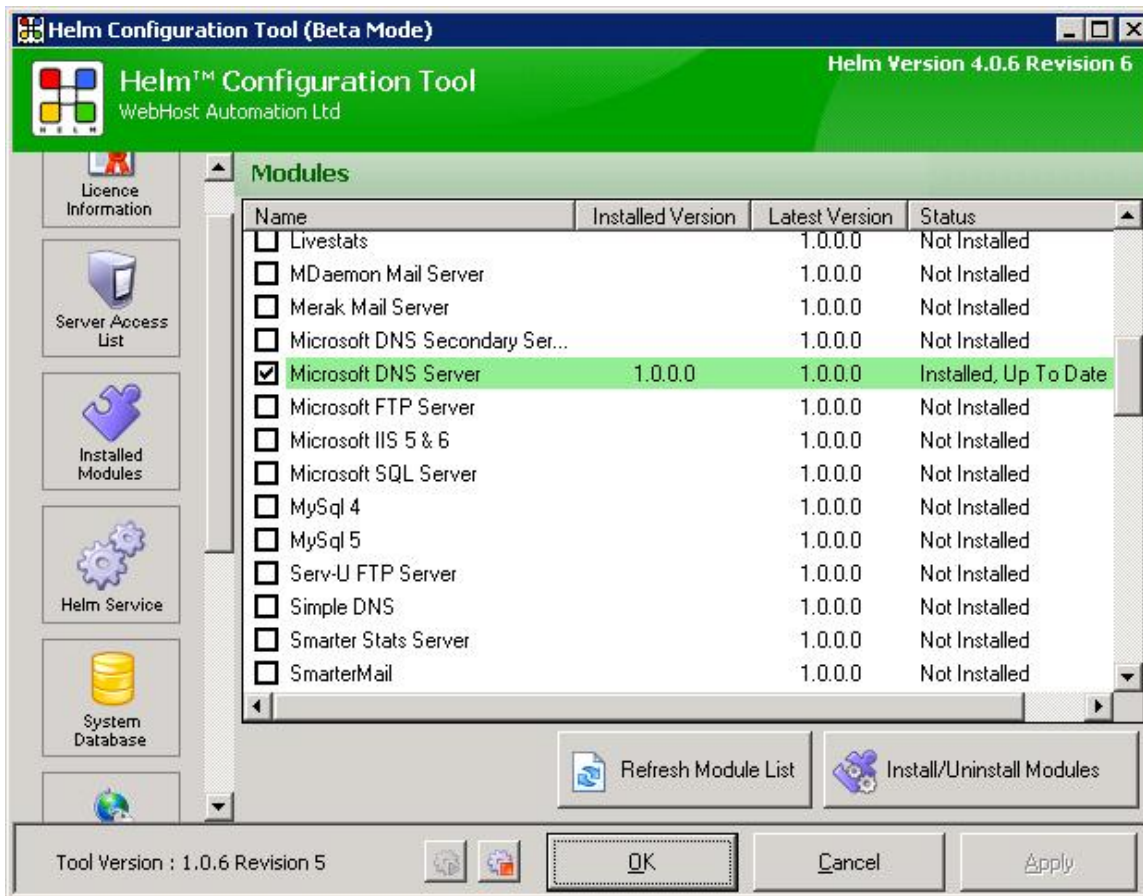 Helm Configuration Tool (Beta Mode)
Helm™ Configuration Tool
WebHost Automation Ltd
Helm Version 4.0.6 Revision 6
H E L M
Licence
Information
Server Access
List
Installed
Modules
Helm Service
System
Database
Modules
Name Installed Version Latest Version Status
Livestats 1.0.0.0 Not Installed
MDaemon Mail Server 1.0.0.0 Not Installed
Merak Mail Server 1.0.0.0 Not Installed
Microsoft DNS Secondary Ser... 1.0.0.0 Not Installed
Microsoft DNS Server 1.0.0.0 1.0.0.0 Installed, Up To Date
Microsoft FTP Server 1.0.0.0 Not Installed
Microsoft IIS 5 & 6 1.0.0.0 Not Installed
Microsoft SQL Server 1.0.0.0 Not Installed
MySql 4 1.0.0.0 Not Installed
MySql 5 1.0.0.0 Not Installed
Serv-U FTP Server 1.0.0.0 Not Installed
Simple DNS 1.0.0.0 Not Installed
Smarter Stats Server 1.0.0.0 Not Installed
SmarterMail 1.0.0.0 Not Installed
Refresh Module List
Install/Uninstall Modules
Tool Version : 1.0.6 Revision 5
OK
Cancel
Apply